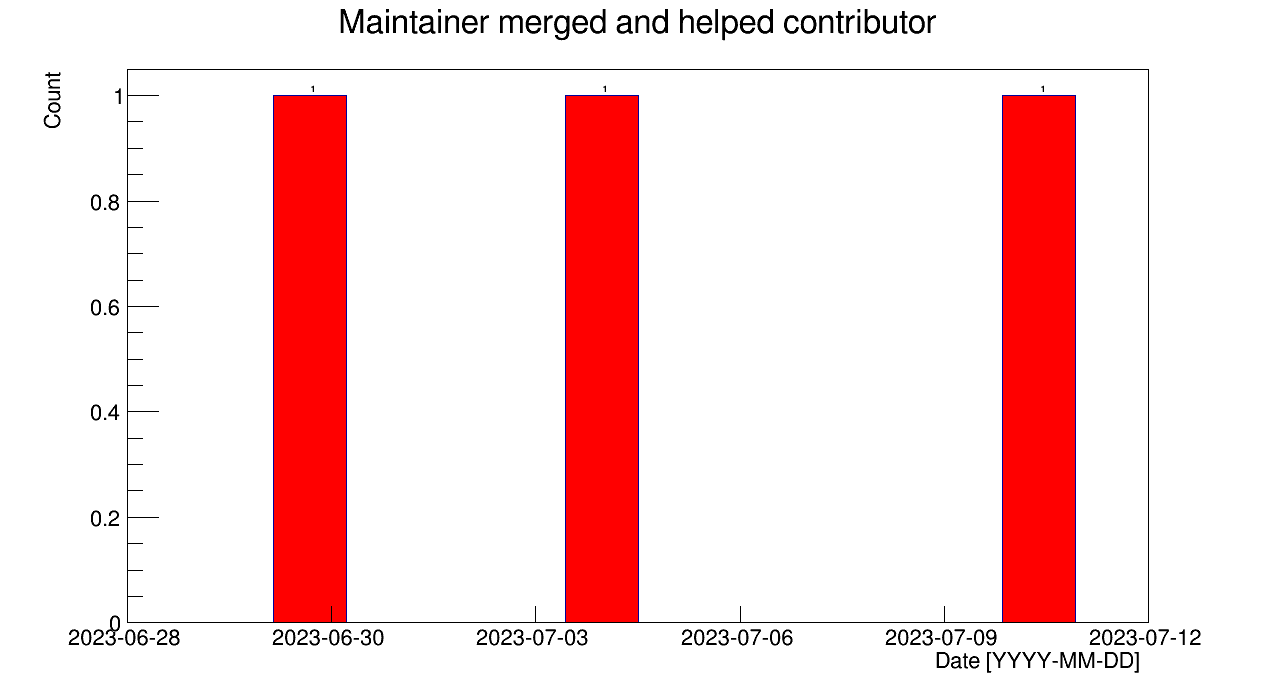 Maintainer merged and helped contributor
Count
1
0.8
0.6
0.4
0.2
0
1 1 1
2023-06-28 2023-06-30 2023-07-03 2023-07-06 2023-07-09 2023-07-12
Date [YYYY-MM-DD]